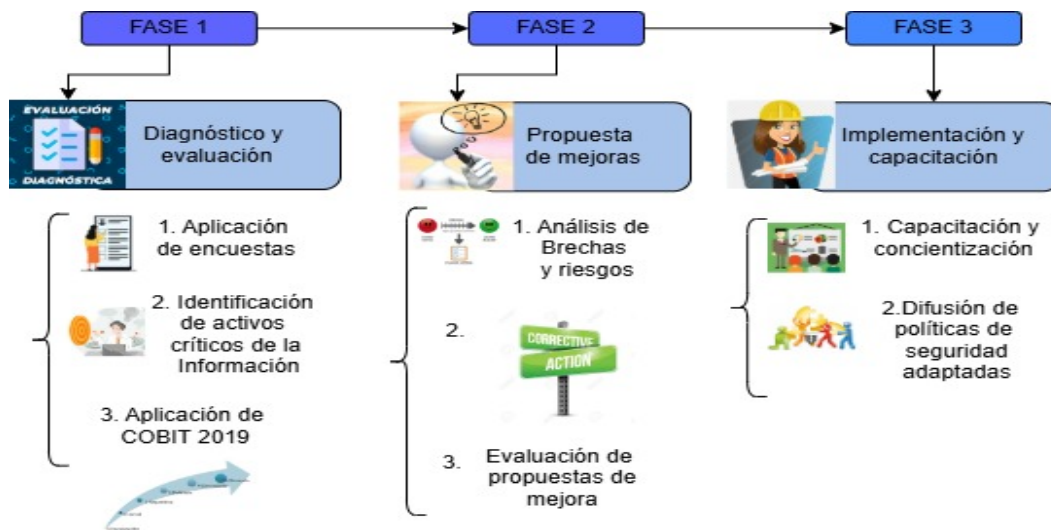 FASE 1
FASE 2
FASE 3
EVALUACIÓN
DIAGNÓSTICA
Diagnóstico y
evaluación
Propuesta
de mejoras
Implementación y
capacitación
1. Aplicación
de encuestas
2. Identificación
de activos
críticos de la
Información
3. Aplicación de
COBIT 2019
1. Análisis de
Brechas
y riesgos
2.
CORRECTIVE
ACTION
3. Evaluación de
propuestas de
mejora
1. Capacitación y
concientización
2.Difusión de
políticas de
seguridad
adaptadas